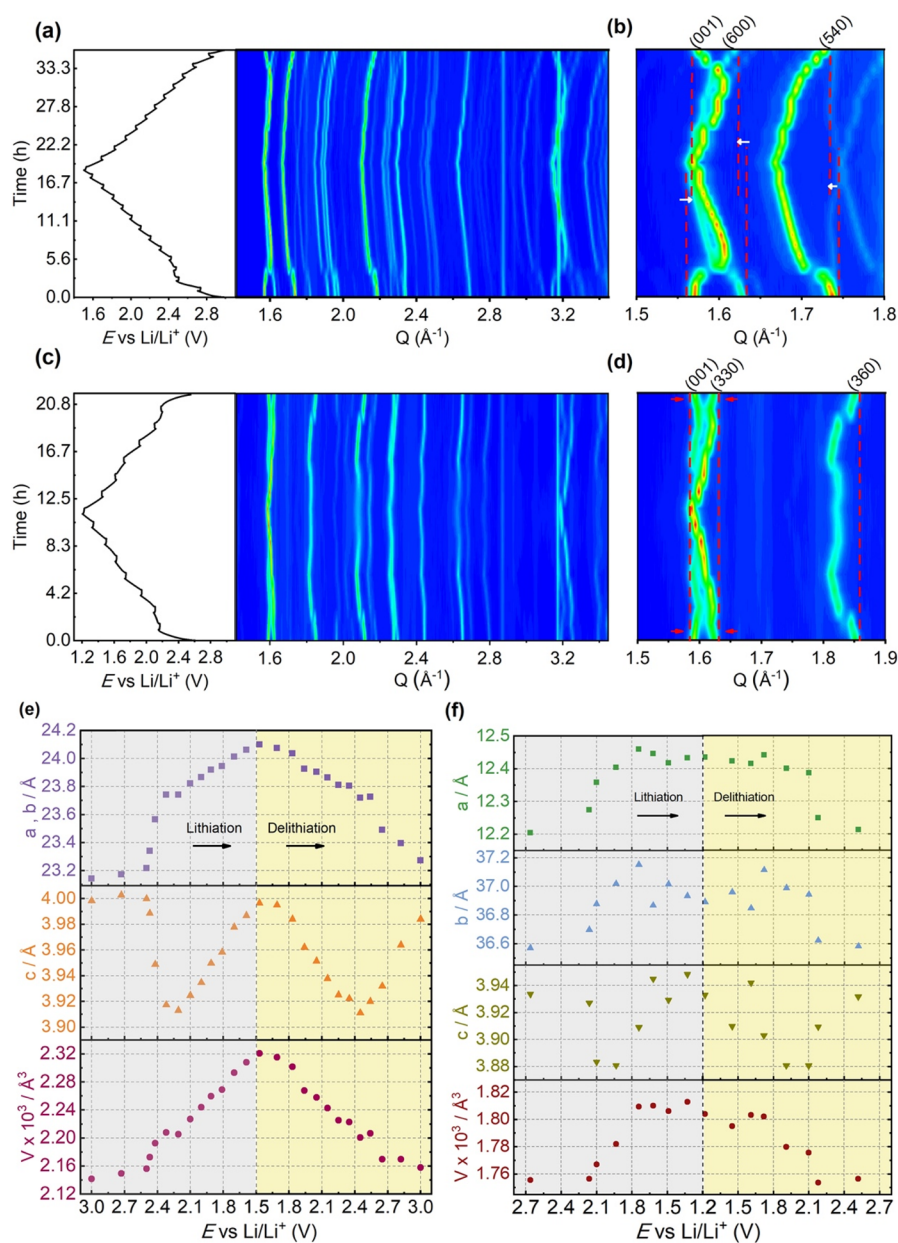 (a)
(b)
(001)
(600)
(540)
33.3
27.8
22.2
16.7
11.1
5.6
0.0
Time (h)
1.6 2.0 2.4 2.8
E vs Li/Li⁺ (V)
1.6 2.0 2.4 2.8 3.2
Q (Å⁻¹)
1.5 1.6 1.7 1.8
Q (Å⁻¹)
(c)
(d)
(001)
(330)
(360)
20.8
16.7
12.5
8.3
4.2
0.0
Time (h)
1.2 1.6 2.0 2.4 2.8
E vs Li/Li⁺ (V)
1.6 2.0 2.4 2.8 3.2
Q (Å⁻¹)
1.5 1.6 1.7 1.8 1.9
Q (Å⁻¹)
(e)
24.2
24.0
23.8
23.6
23.4
23.2
a, b / Å
Lithiation
Delithiation
4.00
3.98
3.96
3.94
3.92
3.90
c / Å
2.32
2.28
2.24
2.20
2.16
2.12
V x 10³ / Å³
3.0 2.7 2.4 2.1 1.8 1.5 1.8 2.1 2.4 2.7 3.0
E vs Li/Li⁺ (V)
(f)
12.5
12.4
12.3
12.2
a / Å
Lithiation
Delithiation
37.2
37.0
36.8
36.6
b / Å
3.94
3.92
3.90
3.88
c / Å
1.82
1.80
1.78
1.76
V x 10³ / Å³
2.7 2.4 2.1 1.8 1.5 1.2 1.5 1.8 2.1 2.4 2.7
E vs Li/Li⁺ (V)